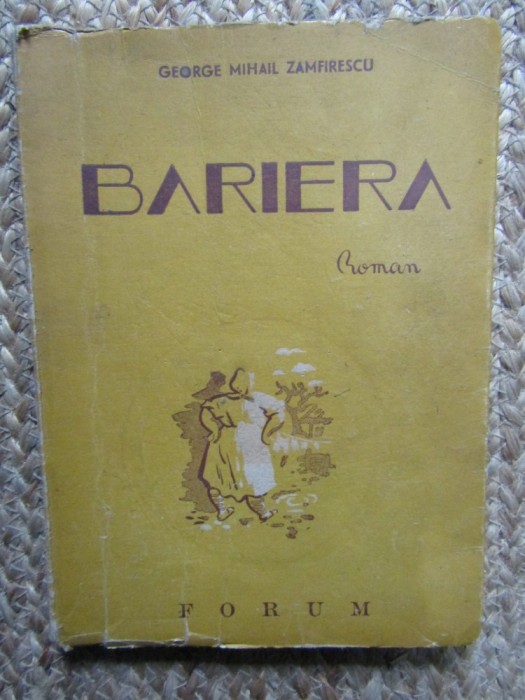 GEORGE MIHAIL ZAMFIRESCU
BARIERA
Roman
FORUM